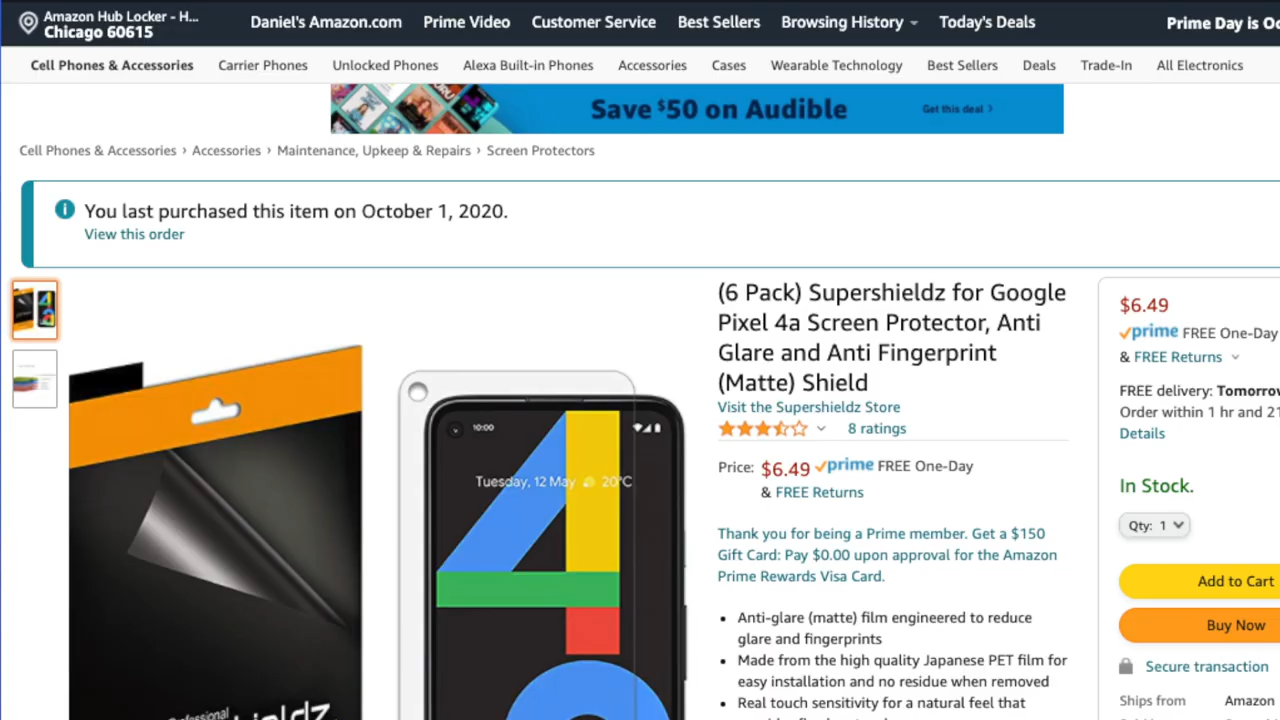 Amazon Hub Locker - H...
Chicago 60615
Daniel's Amazon.com Prime Video Customer Service Best Sellers Browsing History Today's Deals
Prime Day is Oc
Cell Phones & Accessories Carrier Phones Unlocked Phones Alexa Built-in Phones Accessories Cases Wearable Technology Best Sellers Deals Trade-In All Electronics
Save $50 on Audible
Get this deal >
Cell Phones & Accessories › Accessories › Maintenance, Upkeep & Repairs › Screen Protectors
You last purchased this item on October 1, 2020.
View this order
10:00
Tuesday, 12 May 20°C
Professional
(6 Pack) Supershieldz for Google
Pixel 4a Screen Protector, Anti
Glare and Anti Fingerprint
(Matte) Shield
Visit the Supershieldz Store
8 ratings
Price: $6.49 prime FREE One-Day
& FREE Returns
Thank you for being a Prime member. Get a $150
Gift Card: Pay $0.00 upon approval for the Amazon
Prime Rewards Visa Card.
• Anti-glare (matte) film engineered to reduce
glare and fingerprints
• Made from the high quality Japanese PET film for
easy installation and no residue when removed
• Real touch sensitivity for a natural feel that
$6.49
prime FREE One-Day
& FREE Returns
FREE delivery: Tomorrow
Order within 1 hr and 21
Details
In Stock.
Qty: 1
Add to Cart
Buy Now
Secure transaction
Ships from Amazon